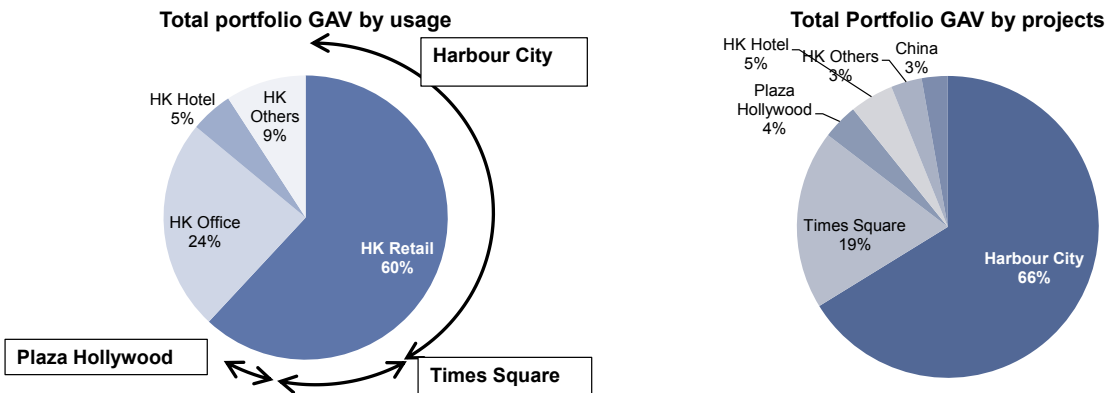 Total portfolio GAV by usage
Harbour City
HK Hotel
5%
HK
Others
9%
HK Office
24%
HK Retail
60%
Plaza Hollywood
Times Square
Total Portfolio GAV by projects
HK Hotel
5%
HK Others
3%
China
3%
Plaza
Hollywood
4%
Times Square
19%
Harbour City
66%